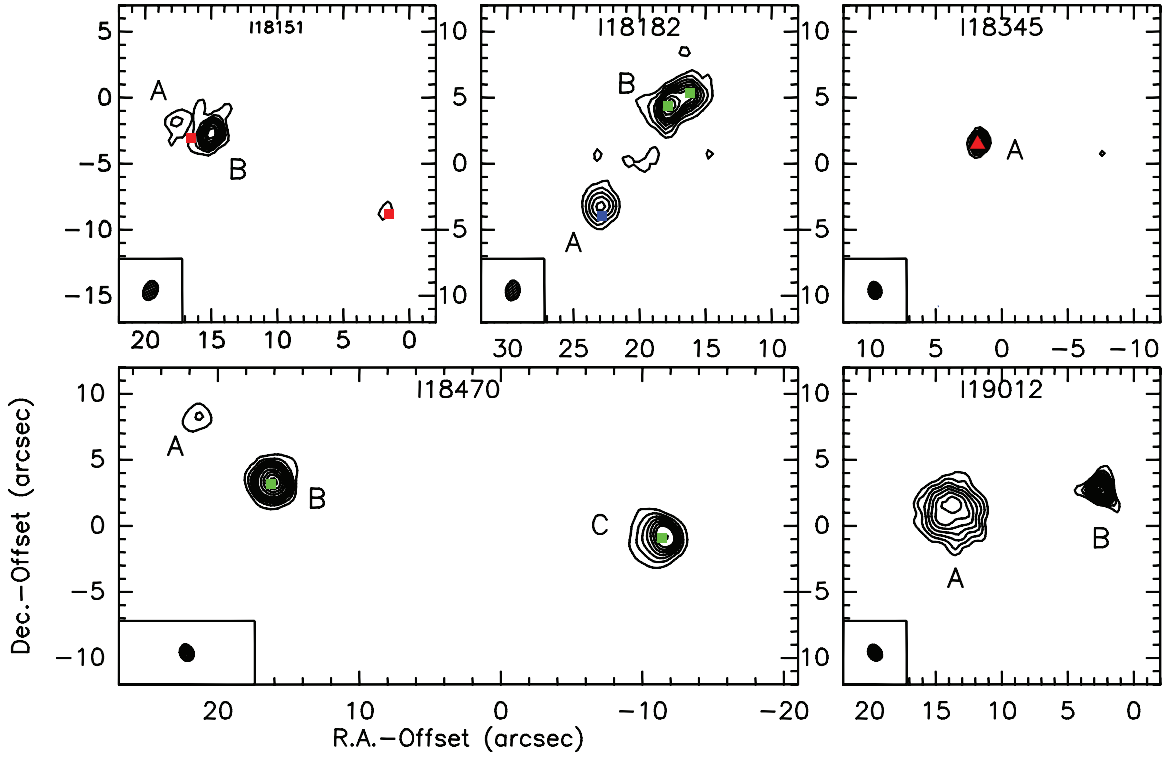 I18151
I18182
I18345
5
0
−5
−10
−15
A
B
10
5
0
−5
10
B
A
10
5
0
−5
10
A
20 15 10 5 0
30 25 20 15 10
10 5 0 −5 −10
I18470
I19012
10
5
0
−5
−10
A
B
C
10
5
0
−5
10
A
B
20 10 0 −10 −20
20 15 10 5 0
Dec.−Offset (arcsec)
R.A.−Offset (arcsec)